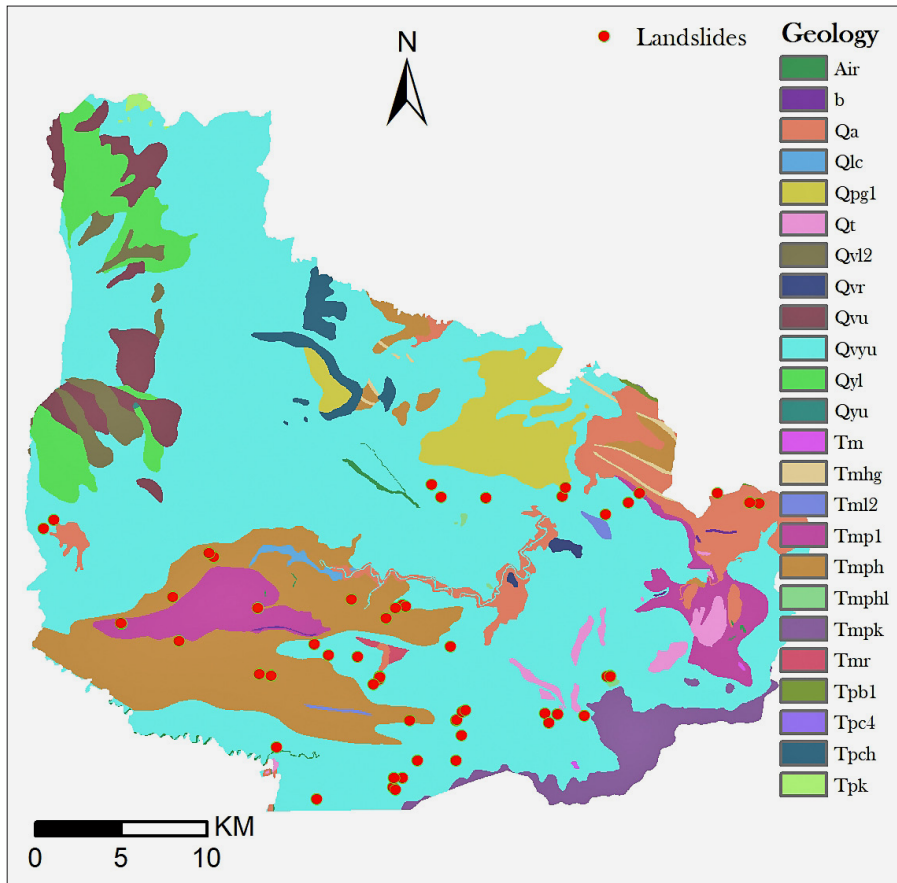 N
Landslides
Geology
Air
b
Qa
Qlc
Qpg1
Qt
Qvl2
Qvr
Qvu
Qvyu
Qyl
Qyu
Tm
Tmhg
Tml2
Tmp1
Tmph
Tmphl
Tmpk
Tmr
Tpb1
Tpc4
Tpch
Tpk
KM
0 5 10